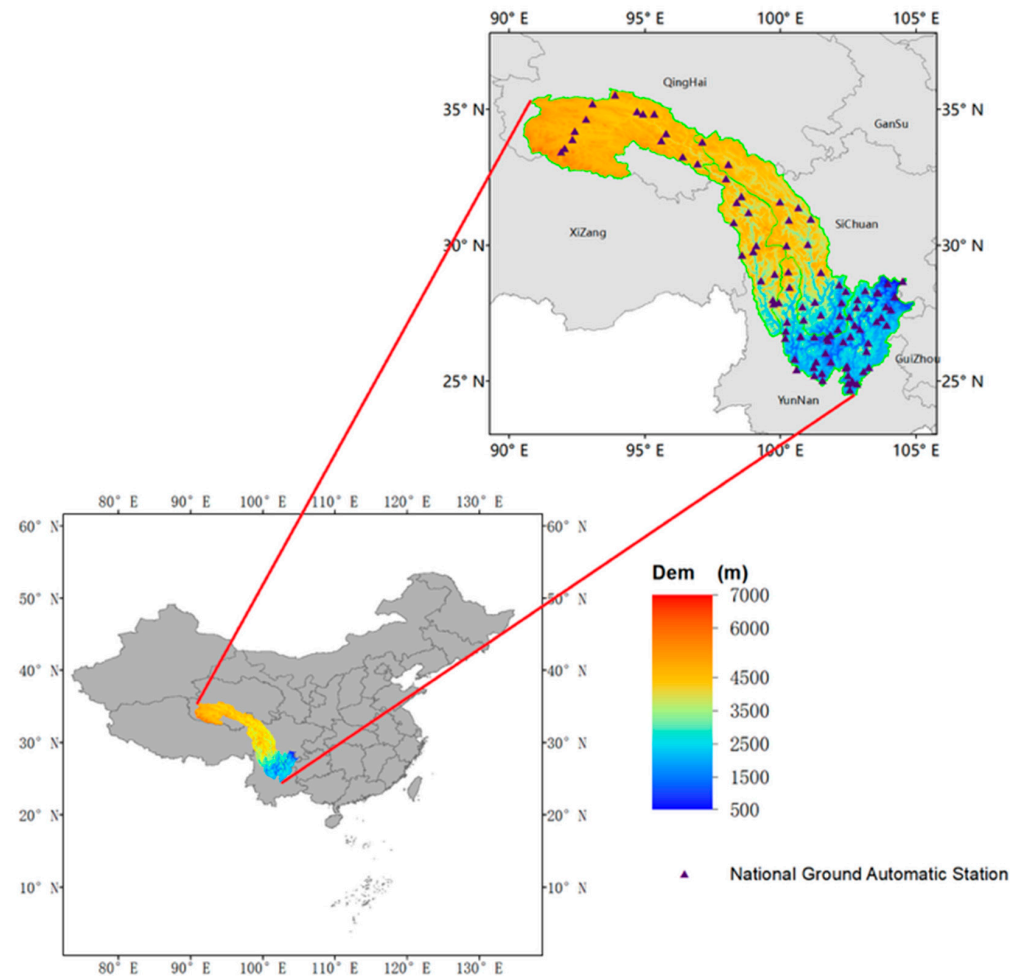 90° E 95° E 100° E 105° E
35° N 35° N
QingHai
GanSu
XiZang
SiChuan
30° N 30° N
GuiZhou
25° N 25° N
YunNan
90° E 95° E 100° E 105° E
80° E 90° E 100° E 110° E 120° E 130° E
60° N 60° N
50° N 50° N
40° N 40° N
30° N 30° N
20° N 20° N
10° N 10° N
80° E 90° E 100° E 110° E 120° E 130° E
Dem (m)
7000
6000
4500
3500
2500
1500
500
National Ground Automatic Station